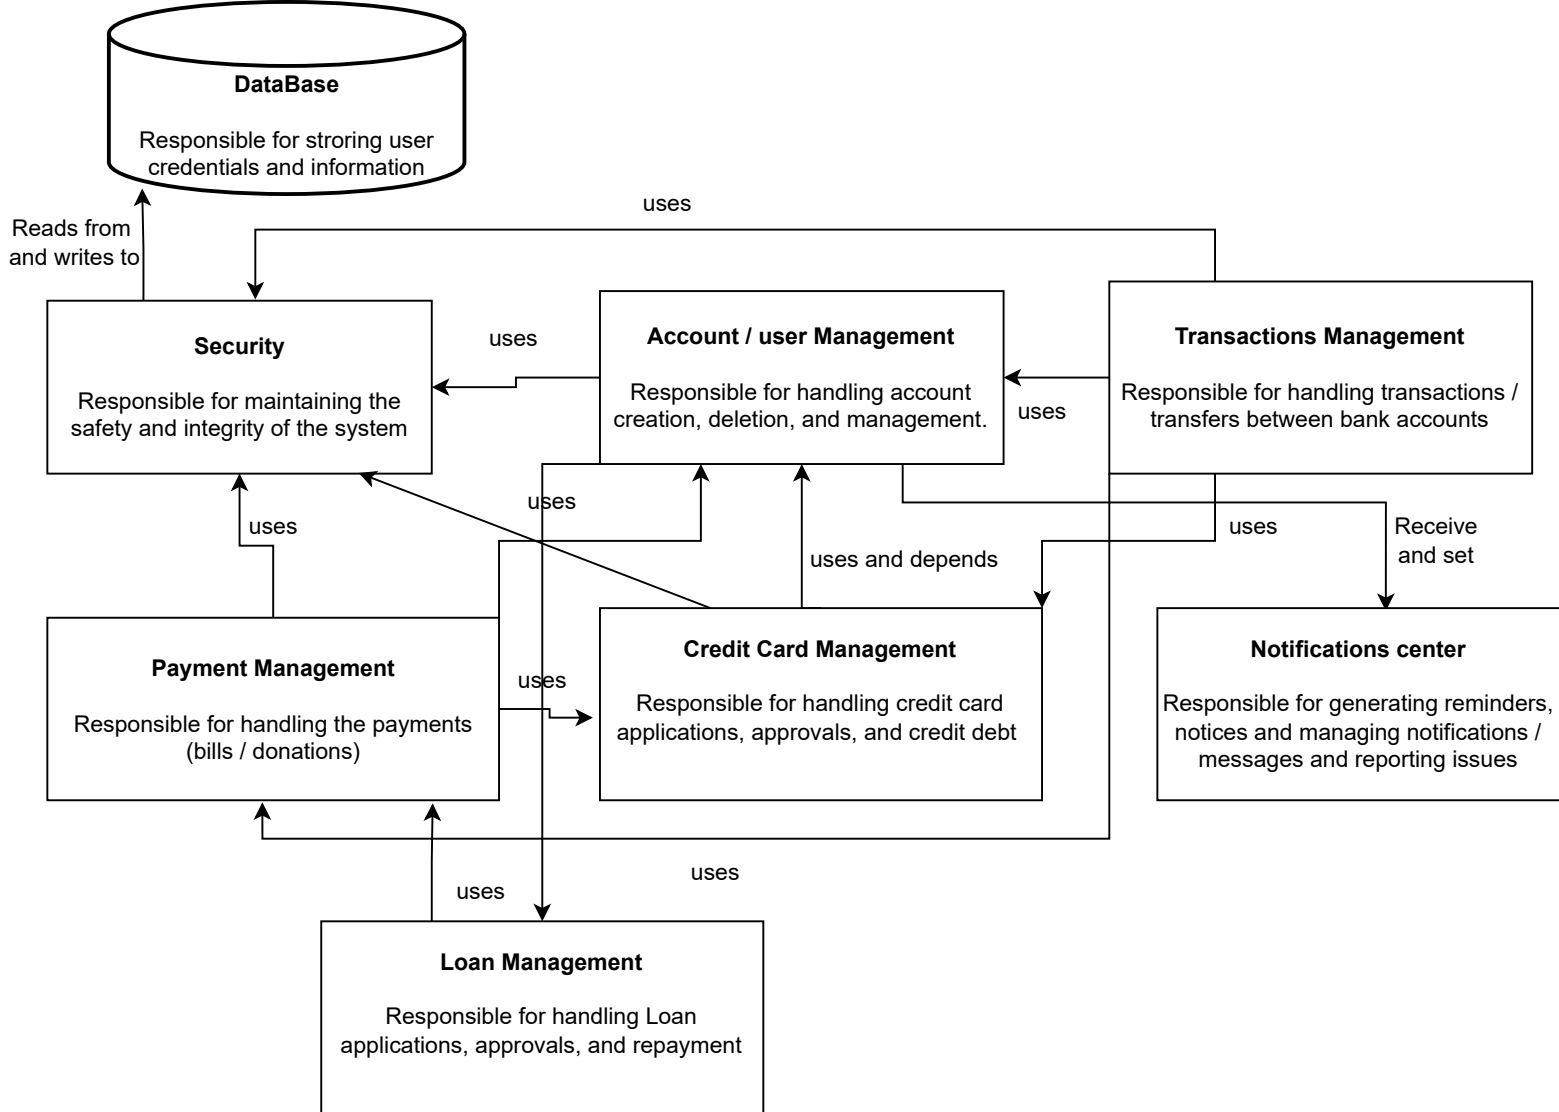 DataBase
Responsible for stroring user
credentials and information
Reads from
and writes to
uses
Security
Responsible for maintaining the
safety and integrity of the system
uses
Account / user Management
Responsible for handling account
creation, deletion, and management.
uses
Transactions Management
Responsible for handling transactions /
transfers between bank accounts
uses
uses
uses and depends
uses
Receive
and set
Payment Management
Responsible for handling the payments
(bills / donations)
uses
Credit Card Management
Responsible for handling credit card
applications, approvals, and credit debt
Notifications center
Responsible for generating reminders,
notices and managing notifications /
messages and reporting issues
uses
uses
Loan Management
Responsible for handling Loan
applications, approvals, and repayment